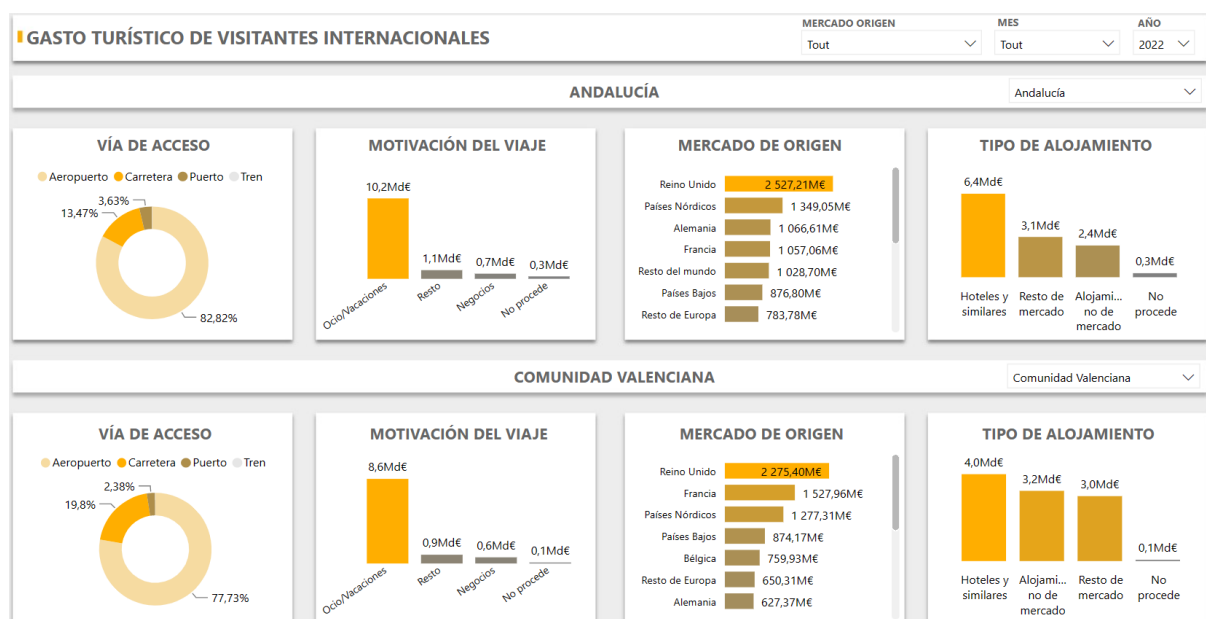 GASTO TURÍSTICO DE VISITANTES INTERNACIONALES
MERCADO ORIGEN
Tout
MES
Tout
AÑO
2022
ANDALUCÍA
Andalucía
VÍA DE ACCESO
Aeropuerto Carretera Puerto Tren
3,63%
13,47%
82,82%
MOTIVACIÓN DEL VIAJE
10,2Md€
1,1Md€
0,7Md€
0,3Md€
Ocio/Vacaciones
Resto
Negocios
No procede
MERCADO DE ORIGEN
Reino Unido 2 527,21M€
Países Nórdicos 1 349,05M€
Alemania 1 066,61M€
Francia 1 057,06M€
Resto del mundo 1 028,70M€
Países Bajos 876,80M€
Resto de Europa 783,78M€
TIPO DE ALOJAMIENTO
6,4Md€
3,1Md€
2,4Md€
0,3Md€
Hoteles y
similares
Resto de
mercado
Alojami...
no de
mercado
No
procede
COMUNIDAD VALENCIANA
Comunidad Valenciana
VÍA DE ACCESO
Aeropuerto Carretera Puerto Tren
2,38%
19,8%
77,73%
MOTIVACIÓN DEL VIAJE
8,6Md€
0,9Md€
0,6Md€
0,1Md€
Ocio/Vacaciones
Resto
Negocios
No procede
MERCADO DE ORIGEN
Reino Unido 2 275,40M€
Francia 1 527,96M€
Países Nórdicos 1 277,31M€
Países Bajos 874,17M€
Bélgica 759,93M€
Resto de Europa 650,31M€
Alemania 627,37M€
TIPO DE ALOJAMIENTO
4,0Md€
3,2Md€
3,0Md€
0,1Md€
Hoteles y
similares
Alojami...
no de
mercado
Resto de
mercado
No
procede